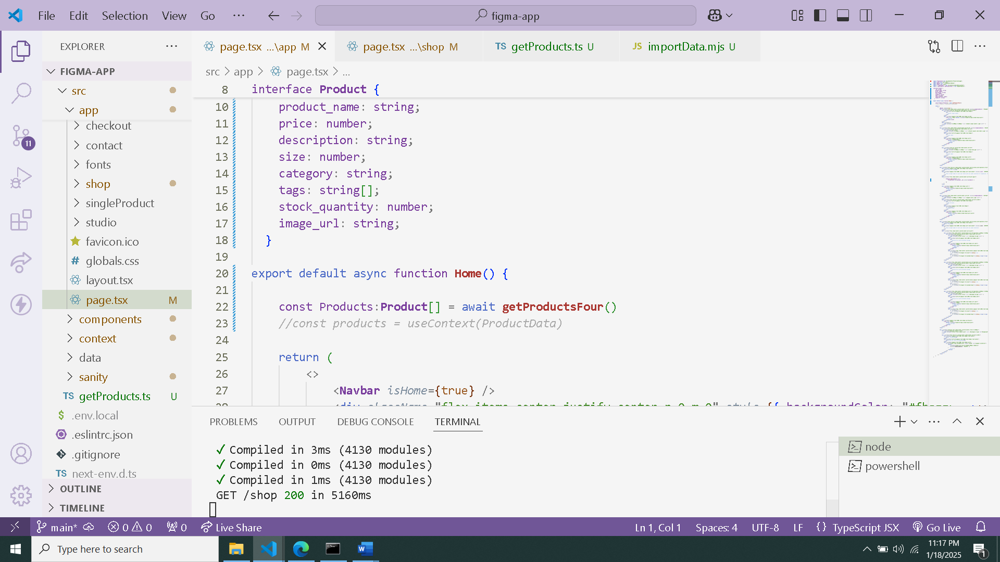 File Edit Selection View Go ... figma-app
EXPLORER ...
page.tsx ...\app M
page.tsx ...\shop M
TS getProducts.ts U
JS importData.mjs U
FIGMA-APP
src
app
checkout
contact
fonts
shop
singleProduct
studio
favicon.ico
# globals.css
layout.tsx
page.tsx M
components
context
data
sanity
TS getProducts.ts U
$ .env.local
.eslintrc.json
.gitignore
TS next-env.d.ts
OUTLINE
TIMELINE
11
src > app > page.tsx > ...
8 interface Product {
10 product_name: string;
11 price: number;
12 description: string;
13 size: number;
14 category: string;
15 tags: string[];
16 stock_quantity: number;
17 image_url: string;
18 }
19
20 export default async function Home() {
21
22 const Products:Product[] = await getProductsFour()
23 //const products = useContext(ProductData)
24
25 return (
26 <>
27 <Navbar isHome={true} />
PROBLEMS OUTPUT DEBUG CONSOLE TERMINAL
✓ Compiled in 3ms (4130 modules)
✓ Compiled in 0ms (4130 modules)
✓ Compiled in 1ms (4130 modules)
GET /shop 200 in 5160ms
node
powershell
main* 0 0 0 Live Share Ln 1, Col 1 Spaces: 4 UTF-8 LF {} TypeScript JSX Go Live
Type here to search
11:17 PM
1/18/2025
1